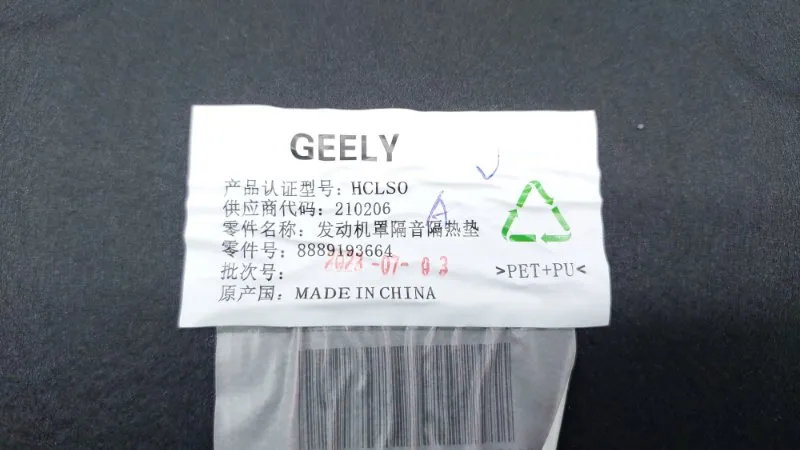 GEELY
产品认证型号: HCLSO
供应商代码: 210206
A
零件名称: 发动机罩隔音隔热垫
零件号: 8889193664
批次号: 2023-07-03
原产国: MADE IN CHINA
>PET+PU<